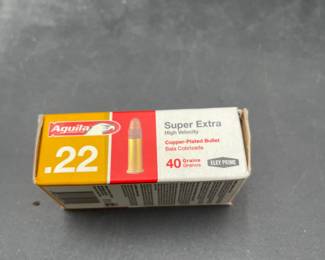 Aguila
.22
Super Extra
High Velocity
Copper-Plated Bullet
Bala Cobrizada
40 Grains
Granos
ELEY PRIME